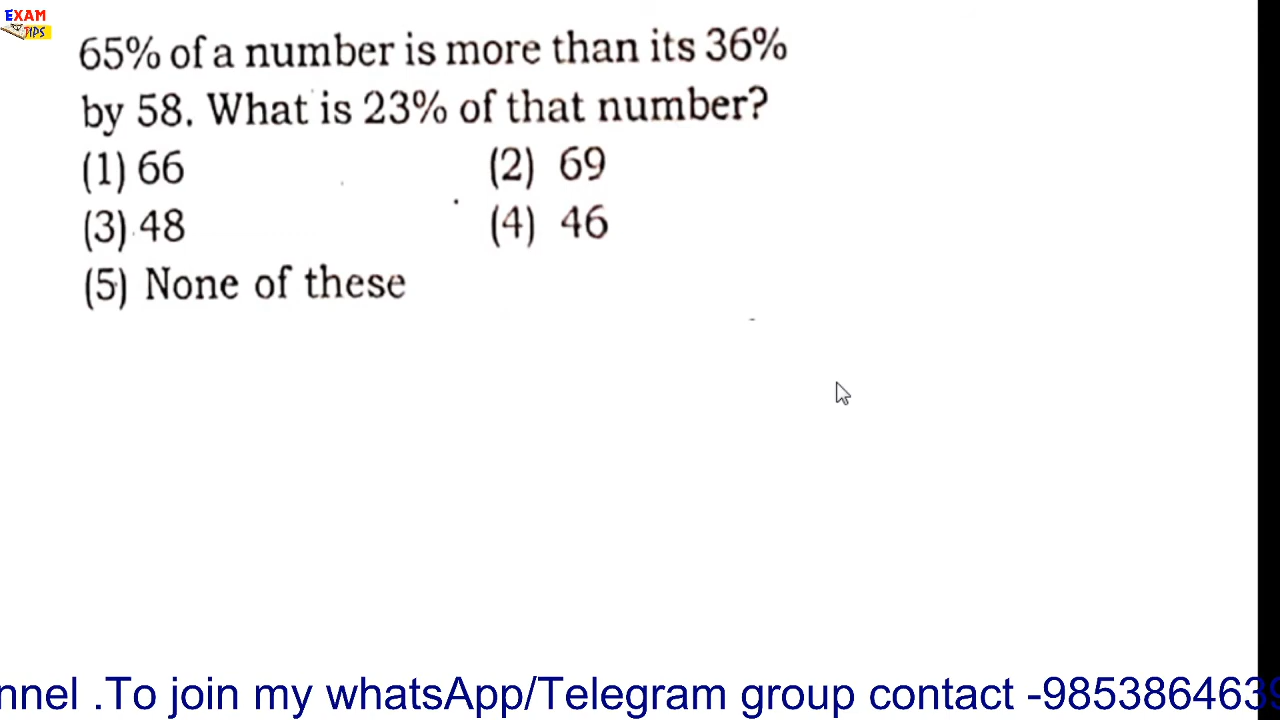 EXAM
TIPS
65% of a number is more than its 36%
by 58. What is 23% of that number?
(1) 66 (2) 69
(3) 48 (4) 46
(5) None of these
nnel .To join my whatsApp/Telegram group contact -9853864639